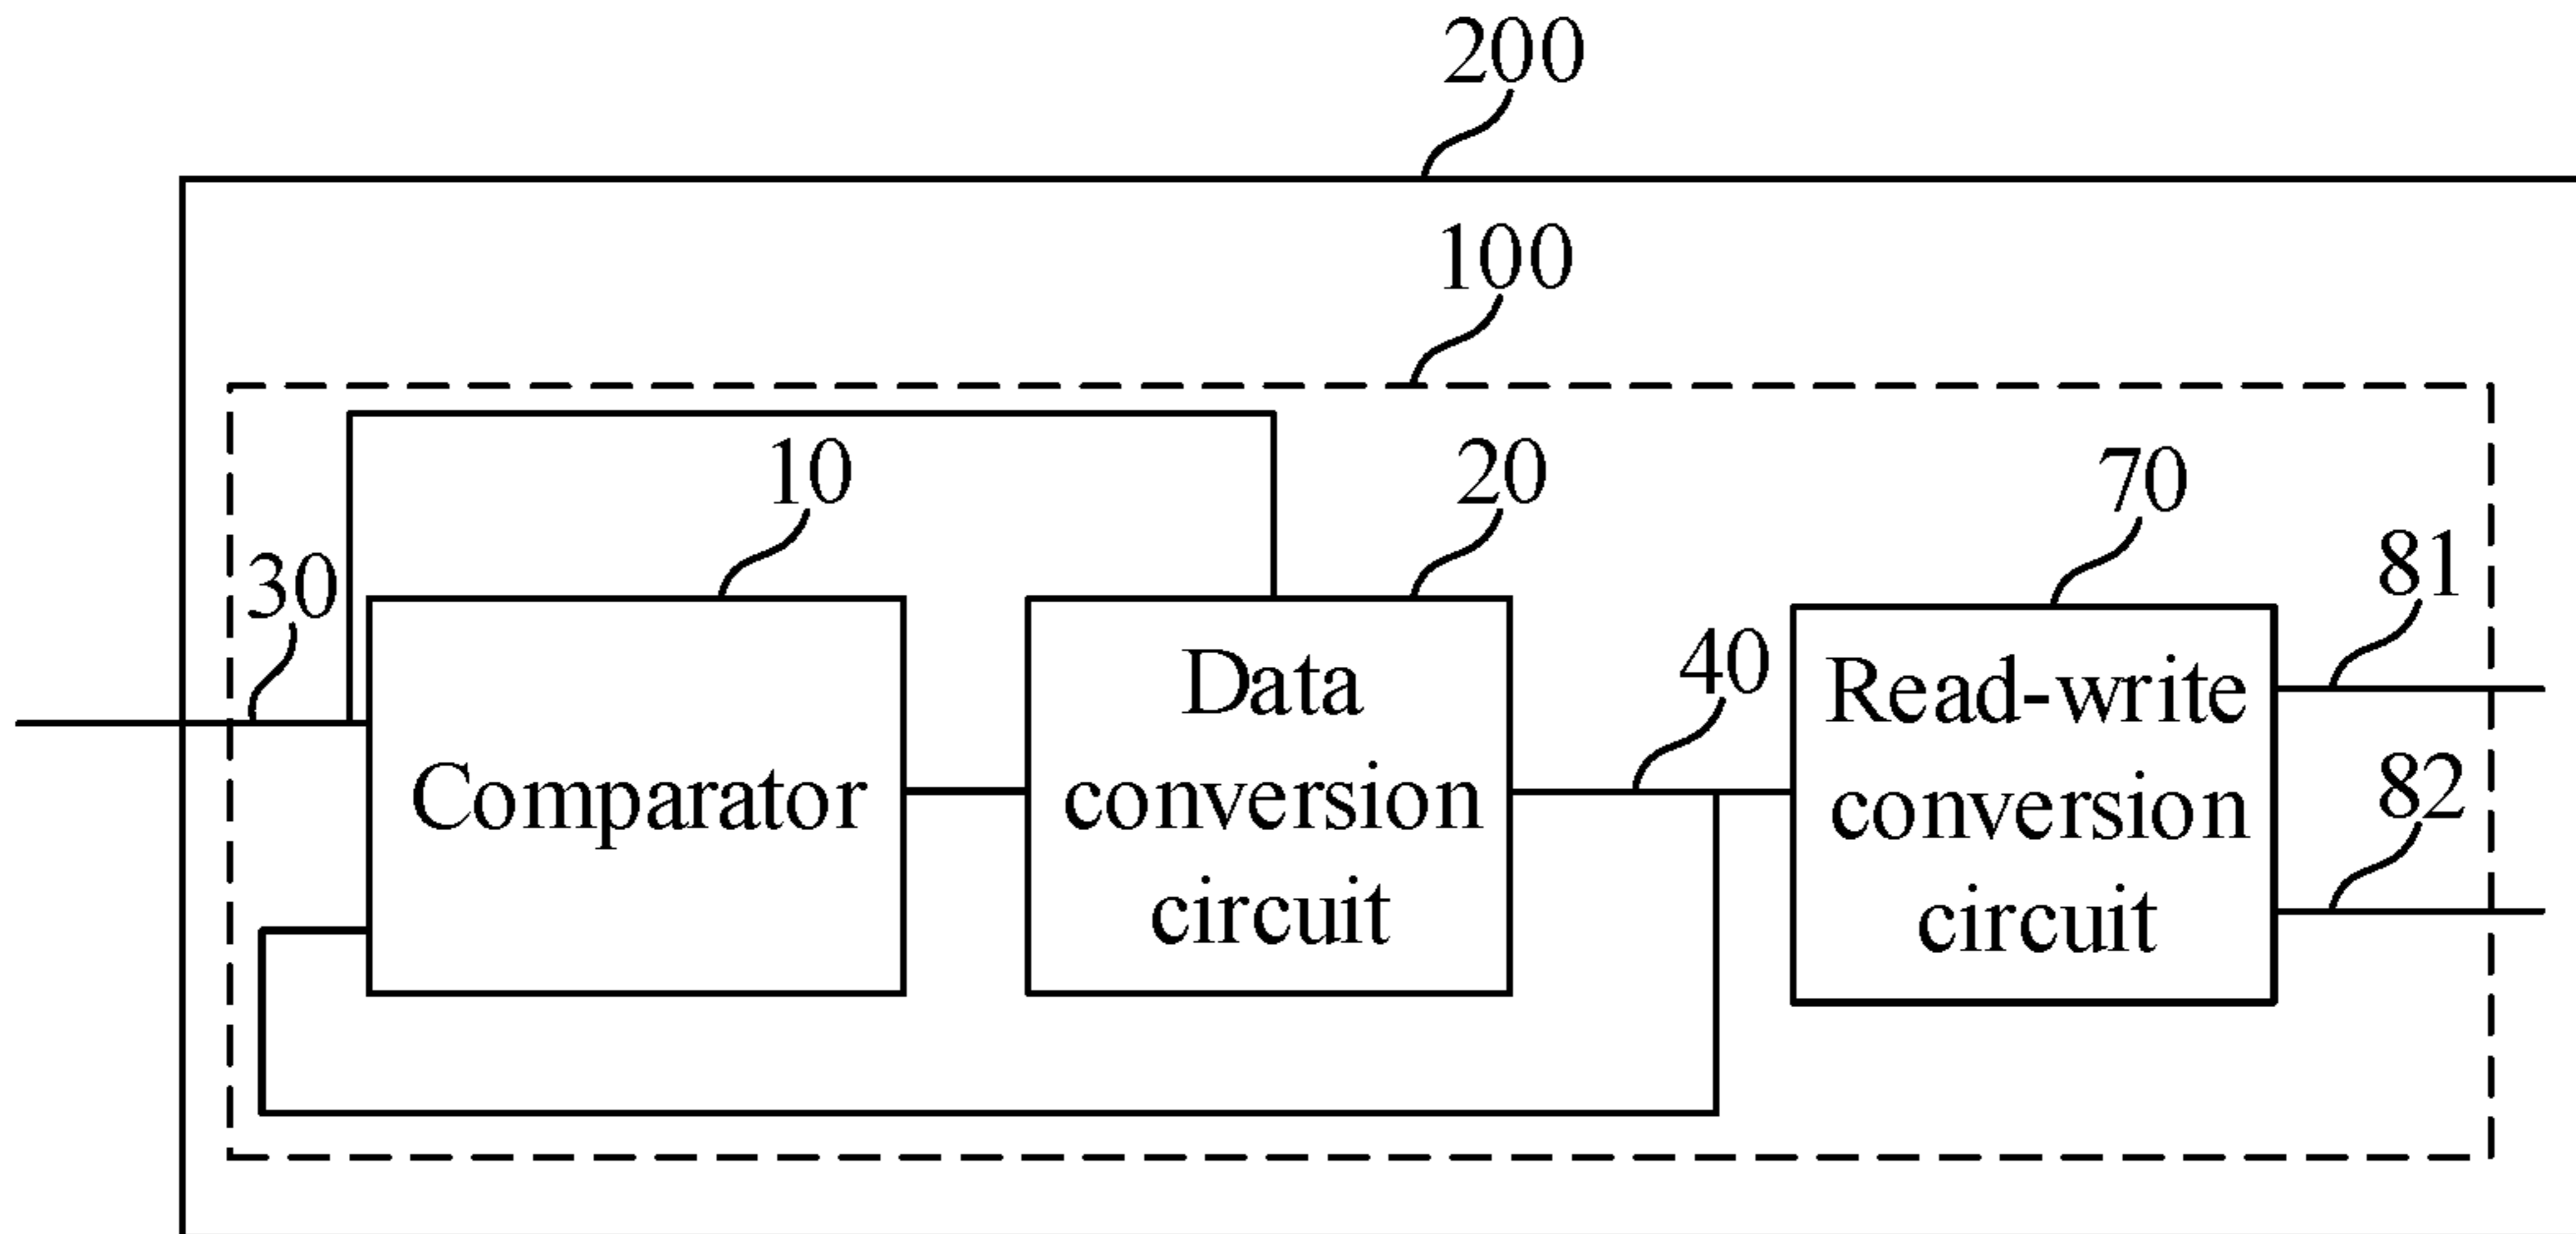 200
100
10
20
70
30
81
40
82
Comparator
Data
conversion
circuit
Read-write
conversion
circuit